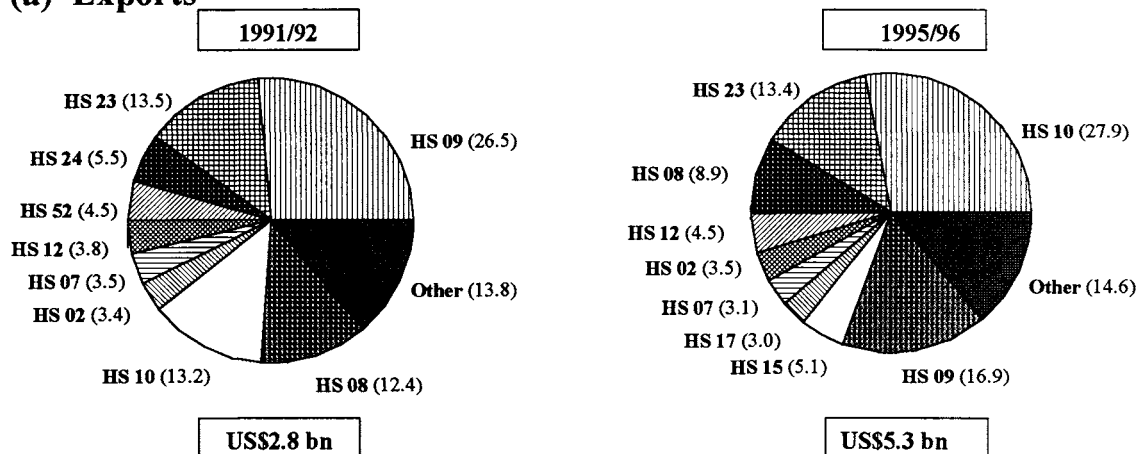 (a) Exports
1991/92
HS 23 (13.5)
HS 09 (26.5)
HS 24 (5.5)
HS 52 (4.5)
HS 12 (3.8)
HS 07 (3.5)
HS 02 (3.4)
HS 10 (13.2)
HS 08 (12.4)
Other (13.8)
US$2.8 bn
1995/96
HS 23 (13.4)
HS 10 (27.9)
HS 08 (8.9)
HS 12 (4.5)
HS 02 (3.5)
HS 07 (3.1)
HS 17 (3.0)
HS 15 (5.1)
HS 09 (16.9)
Other (14.6)
US$5.3 bn